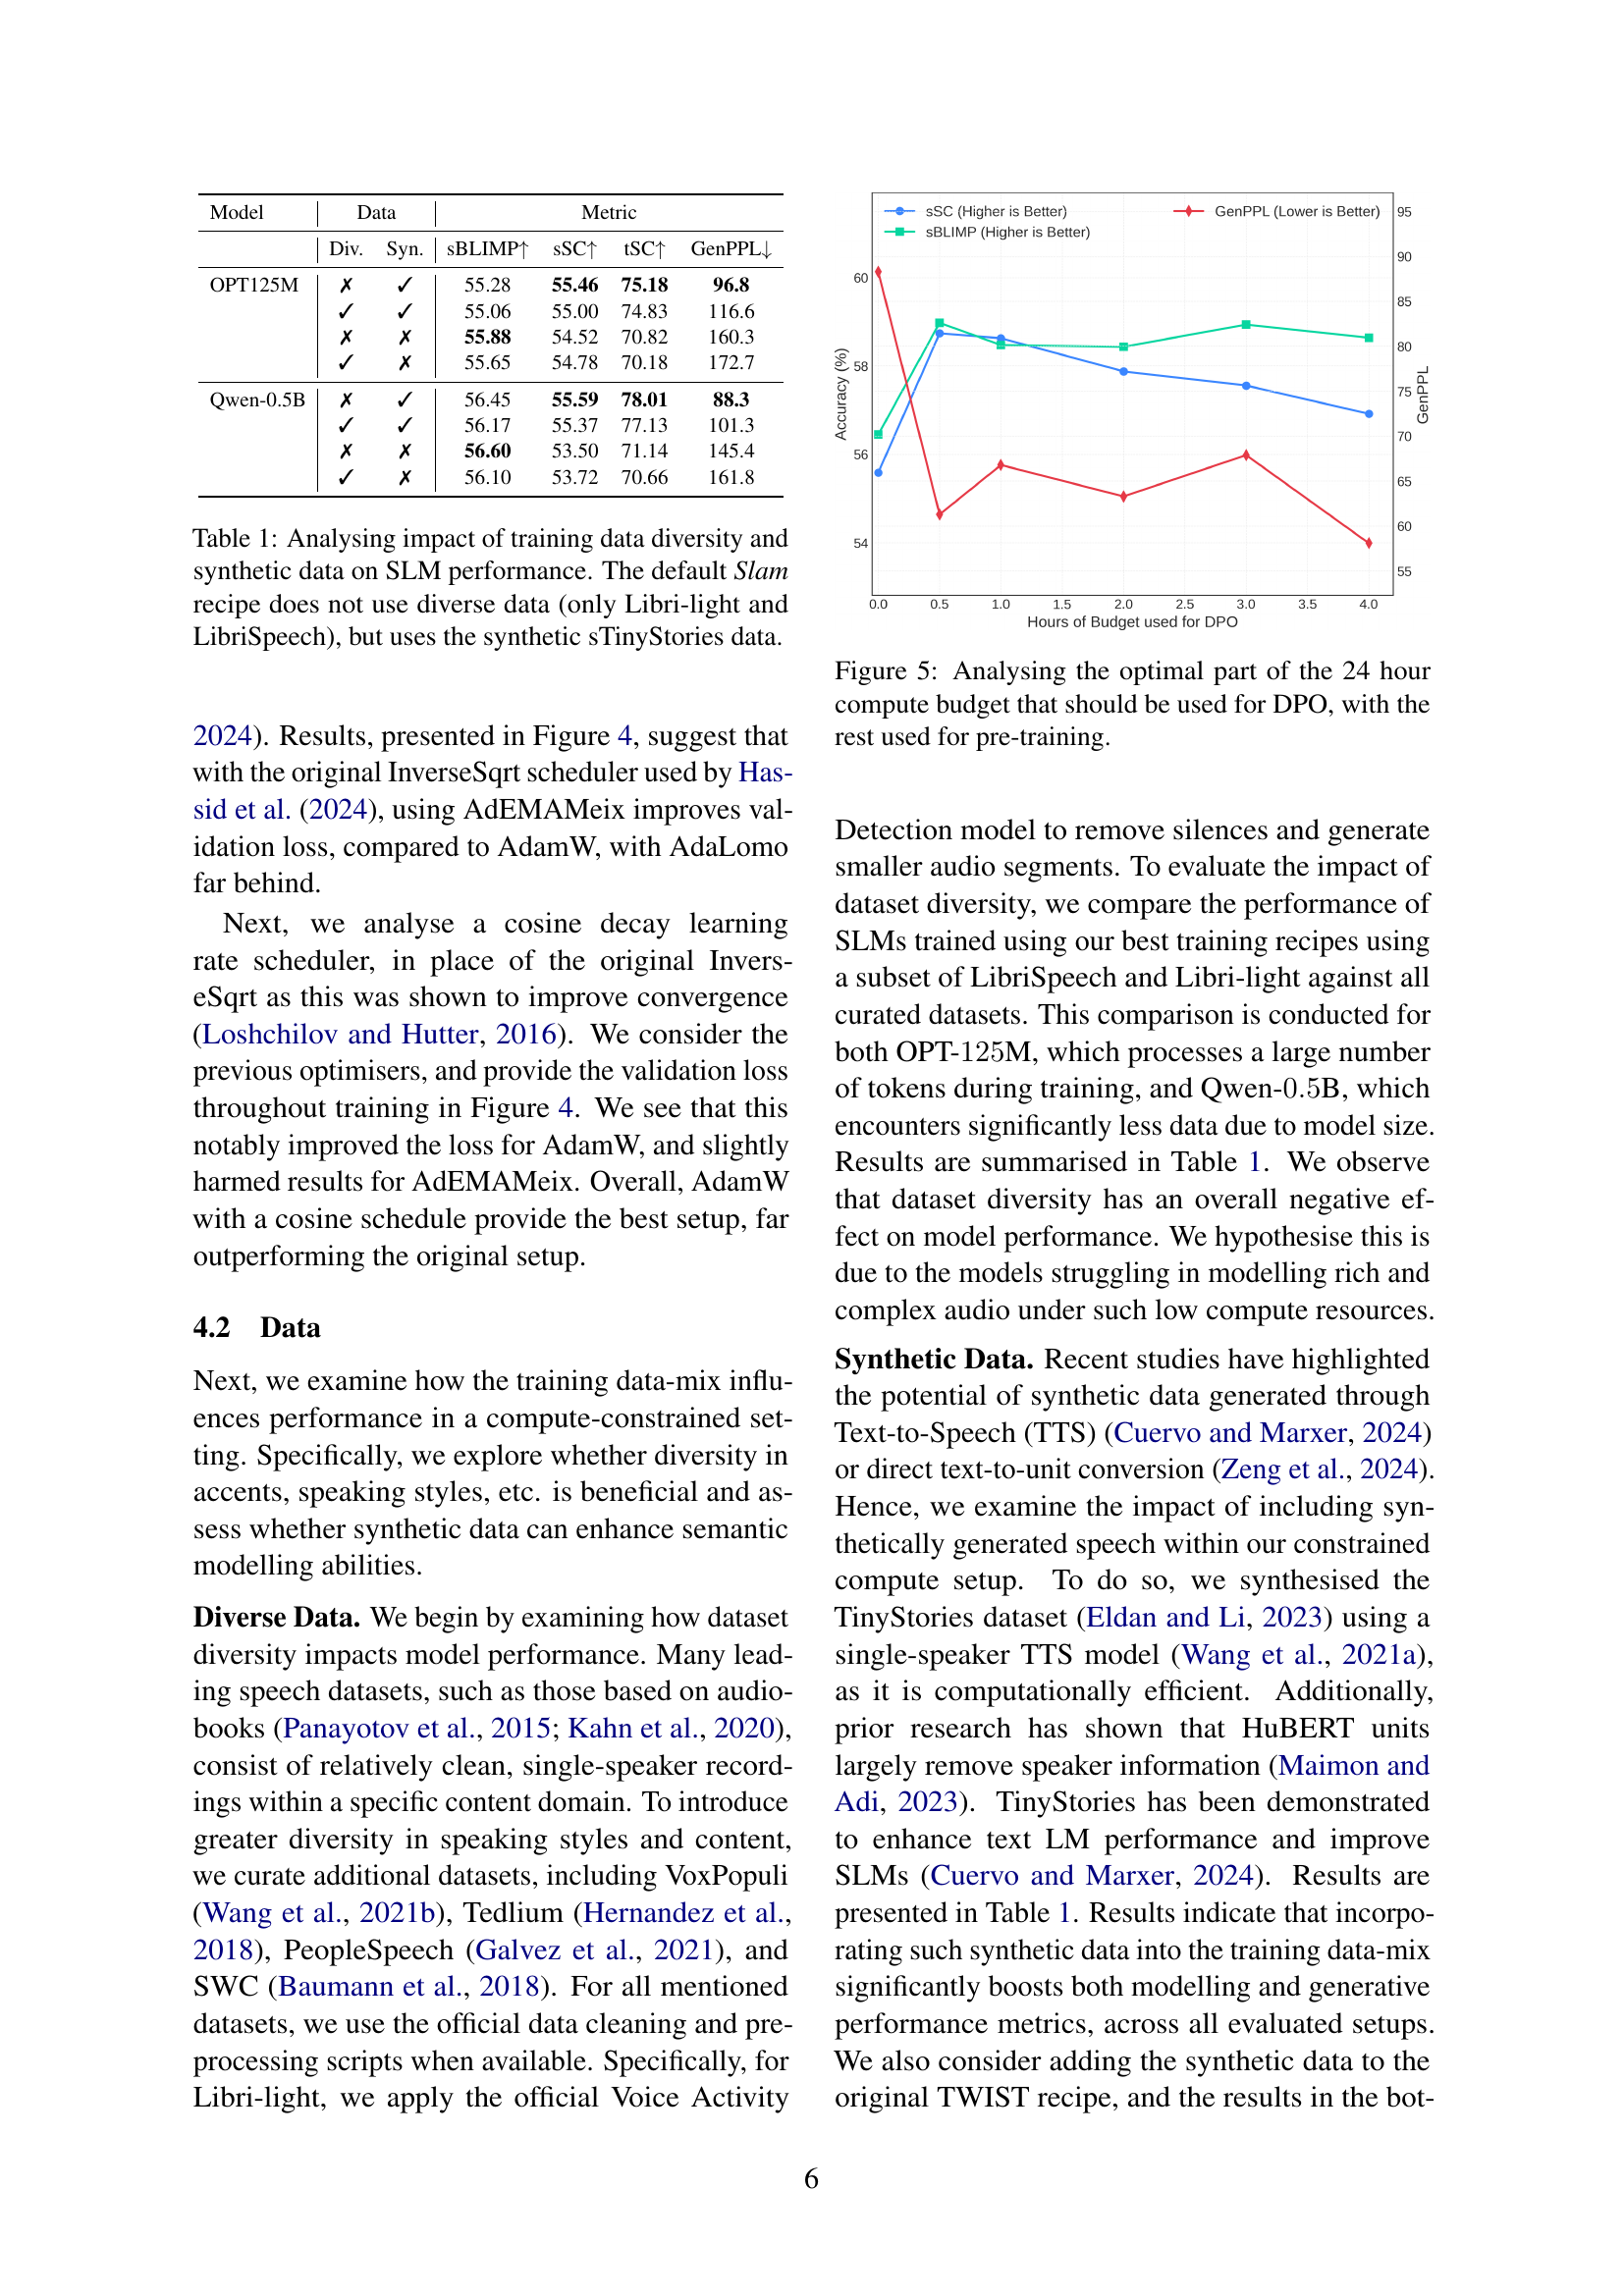 Model Data Metric
Div. Syn. sBLIMP↑ sSC↑ tSC↑ GenPPL↓
OPT125M ✗ ✓ 55.28 55.46 75.18 96.8
✓ ✓ 55.06 55.00 74.83 116.6
✗ ✗ 55.88 54.52 70.82 160.3
✓ ✗ 55.65 54.78 70.18 172.7
Qwen-0.5B ✗ ✓ 56.45 55.59 78.01 88.3
✓ ✓ 56.17 55.37 77.13 101.3
✗ ✗ 56.60 53.50 71.14 145.4
✓ ✗ 56.10 53.72 70.66 161.8
Table 1: Analysing impact of training data diversity and
synthetic data on SLM performance. The default Slam
recipe does not use diverse data (only Libri-light and
LibriSpeech), but uses the synthetic sTinyStories data.
2024). Results, presented in Figure 4, suggest that
with the original InverseSqrt scheduler used by Has-
sid et al. (2024), using AdEMAMeix improves val-
idation loss, compared to AdamW, with AdaLomo
far behind.
Next, we analyse a cosine decay learning
rate scheduler, in place of the original Invers-
eSqrt as this was shown to improve convergence
(Loshchilov and Hutter, 2016). We consider the
previous optimisers, and provide the validation loss
throughout training in Figure 4. We see that this
notably improved the loss for AdamW, and slightly
harmed results for AdEMAMeix. Overall, AdamW
with a cosine schedule provide the best setup, far
outperforming the original setup.
4.2 Data
Next, we examine how the training data-mix influ-
ences performance in a compute-constrained set-
ting. Specifically, we explore whether diversity in
accents, speaking styles, etc. is beneficial and as-
sess whether synthetic data can enhance semantic
modelling abilities.
Diverse Data. We begin by examining how dataset
diversity impacts model performance. Many lead-
ing speech datasets, such as those based on audio-
books (Panayotov et al., 2015; Kahn et al., 2020),
consist of relatively clean, single-speaker record-
ings within a specific content domain. To introduce
greater diversity in speaking styles and content,
we curate additional datasets, including VoxPopuli
(Wang et al., 2021b), Tedlium (Hernandez et al.,
2018), PeopleSpeech (Galvez et al., 2021), and
SWC (Baumann et al., 2018). For all mentioned
datasets, we use the official data cleaning and pre-
processing scripts when available. Specifically, for
Libri-light, we apply the official Voice Activity
sSC (Higher is Better)
sBLIMP (Higher is Better)
GenPPL (Lower is Better)
Accuracy (%)
60
58
56
54
95
90
85
80
75
70
65
60
55
GenPPL
0.0 0.5 1.0 1.5 2.0 2.5 3.0 3.5 4.0
Hours of Budget used for DPO
Figure 5: Analysing the optimal part of the 24 hour
compute budget that should be used for DPO, with the
rest used for pre-training.
Detection model to remove silences and generate
smaller audio segments. To evaluate the impact of
dataset diversity, we compare the performance of
SLMs trained using our best training recipes using
a subset of LibriSpeech and Libri-light against all
curated datasets. This comparison is conducted for
both OPT-125M, which processes a large number
of tokens during training, and Qwen-0.5B, which
encounters significantly less data due to model size.
Results are summarised in Table 1. We observe
that dataset diversity has an overall negative ef-
fect on model performance. We hypothesise this is
due to the models struggling in modelling rich and
complex audio under such low compute resources.
Synthetic Data. Recent studies have highlighted
the potential of synthetic data generated through
Text-to-Speech (TTS) (Cuervo and Marxer, 2024)
or direct text-to-unit conversion (Zeng et al., 2024).
Hence, we examine the impact of including syn-
thetically generated speech within our constrained
compute setup. To do so, we synthesised the
TinyStories dataset (Eldan and Li, 2023) using a
single-speaker TTS model (Wang et al., 2021a),
as it is computationally efficient. Additionally,
prior research has shown that HuBERT units
largely remove speaker information (Maimon and
Adi, 2023). TinyStories has been demonstrated
to enhance text LM performance and improve
SLMs (Cuervo and Marxer, 2024). Results are
presented in Table 1. Results indicate that incorpo-
rating such synthetic data into the training data-mix
significantly boosts both modelling and generative
performance metrics, across all evaluated setups.
We also consider adding the synthetic data to the
original TWIST recipe, and the results in the bot-
6